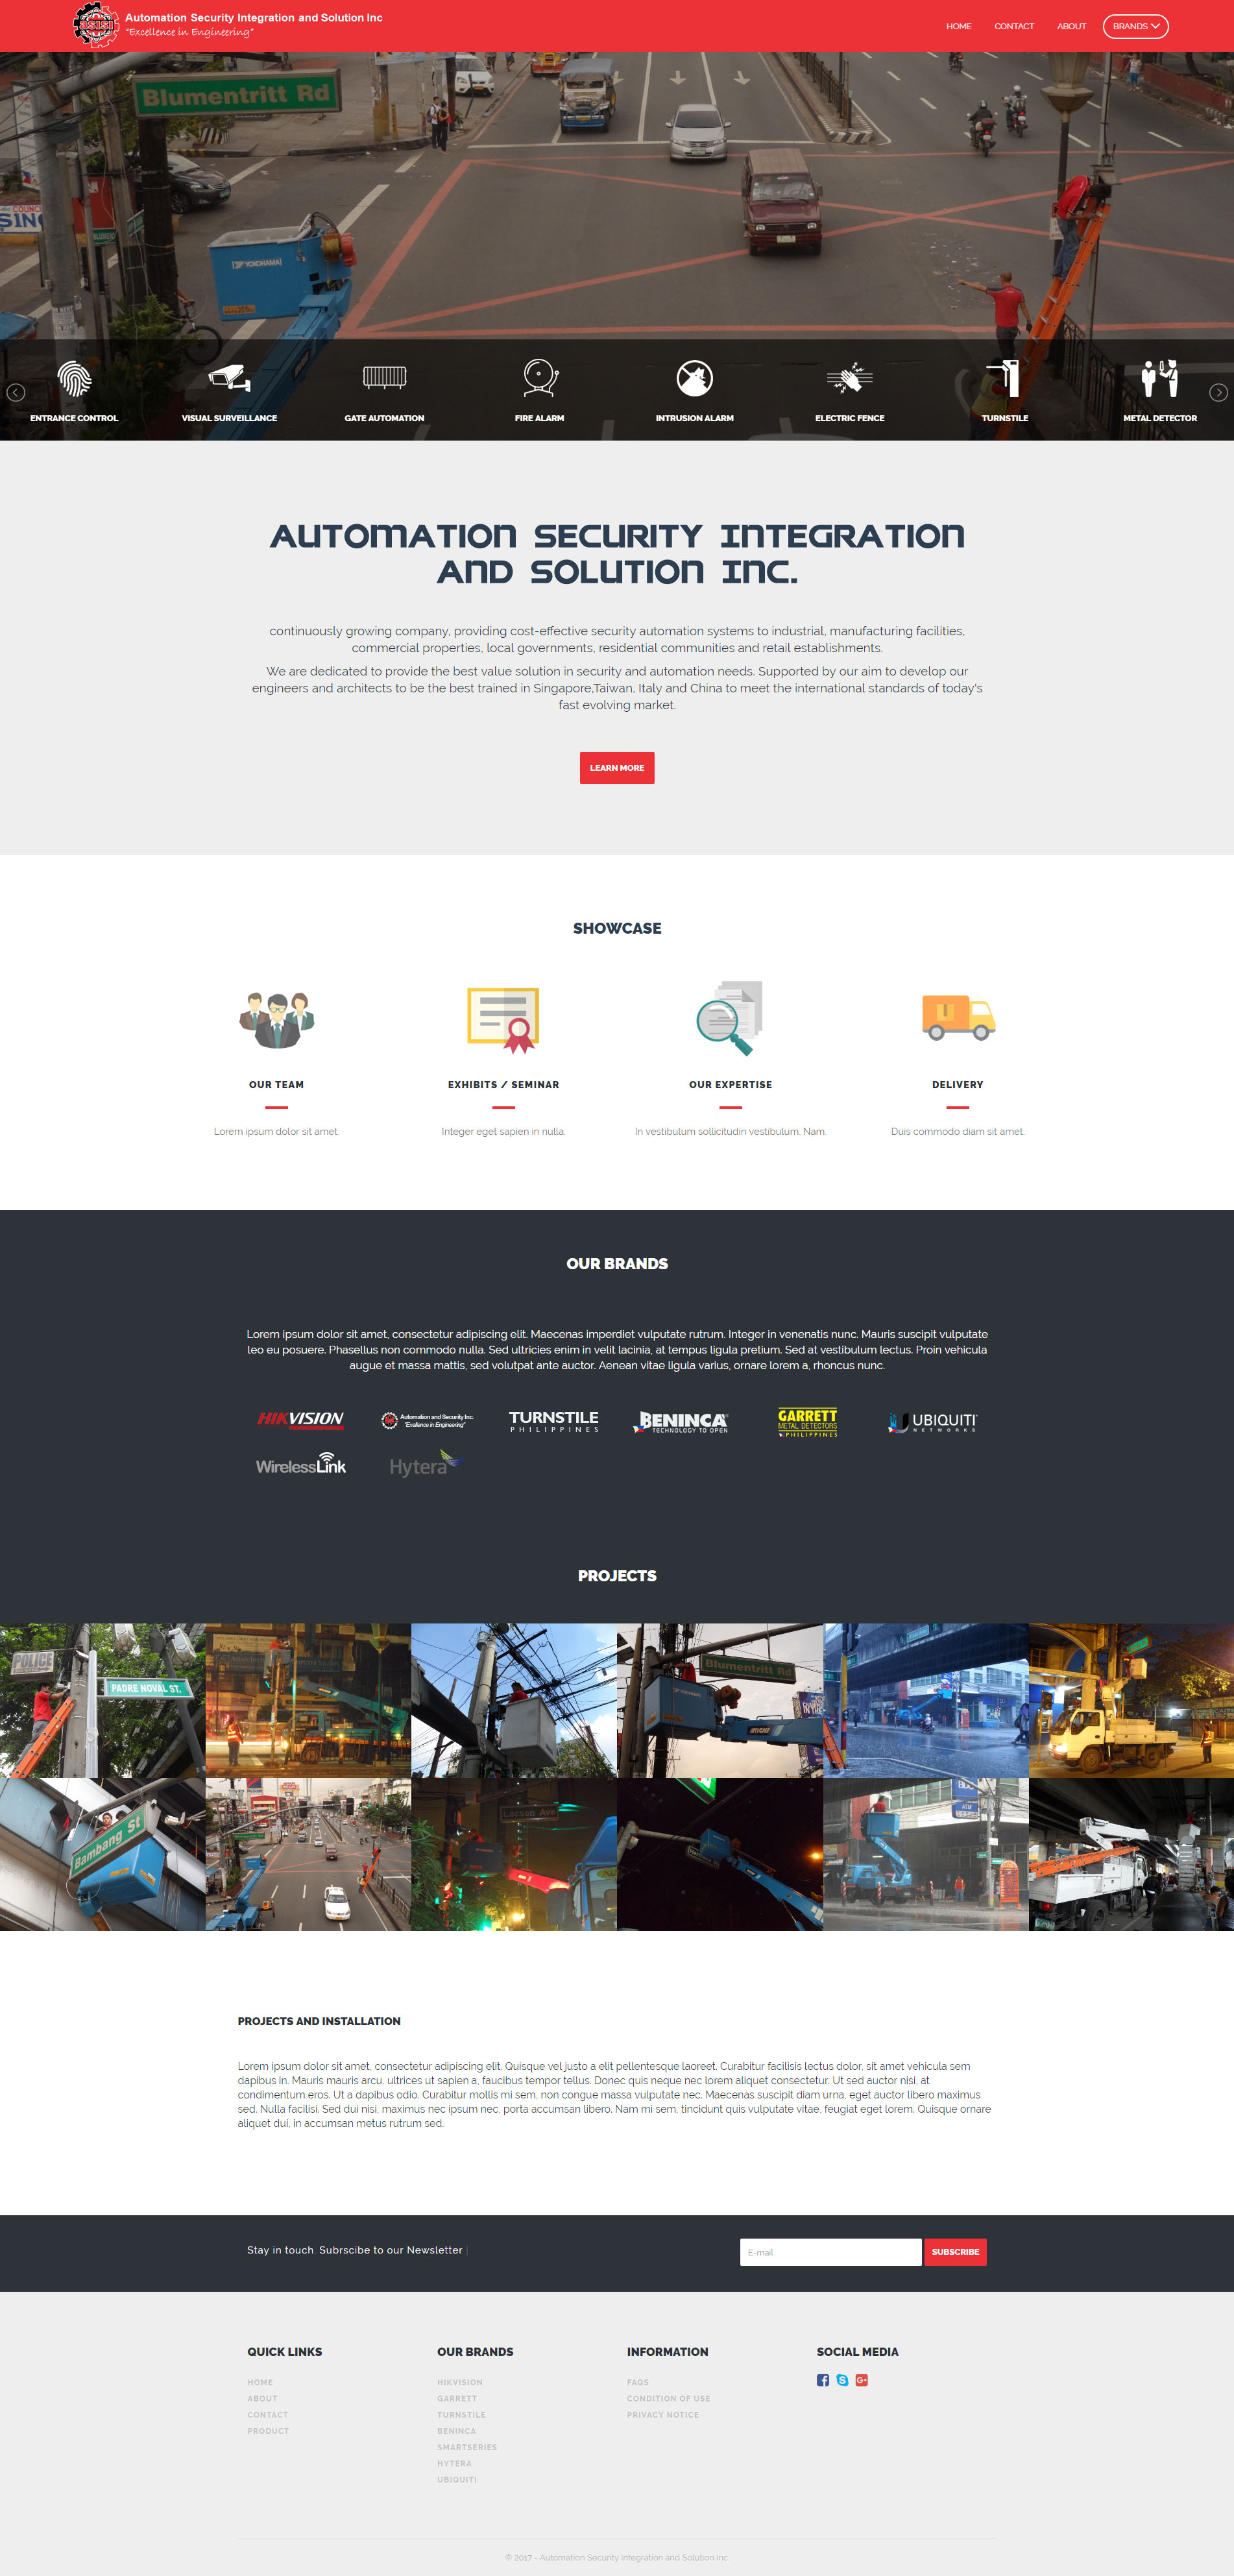 asisi
Automation Security Integration and Solution Inc
"Excellence in Engineering"
HOME
CONTACT
ABOUT
BRANDS
Blumentritt Rd
YOKOHAMA
ENTRANCE CONTROL
VISUAL SURVEILLANCE
GATE AUTOMATION
FIRE ALARM
INTRUSION ALARM
ELECTRIC FENCE
TURNSTILE
METAL DETECTOR
AUTOMATION SECURITY INTEGRATION
AND SOLUTION INC.
continuously growing company, providing cost-effective security automation systems to industrial, manufacturing facilities,
commercial properties, local governments, residential communities and retail establishments.
We are dedicated to provide the best value solution in security and automation needs. Supported by our aim to develop our
engineers and architects to be the best trained in Singapore,Taiwan, Italy and China to meet the international standards of today's
fast evolving market.
LEARN MORE
SHOWCASE
OUR TEAM
EXHIBITS / SEMINAR
OUR EXPERTISE
DELIVERY
Lorem ipsum dolor sit amet.
Integer eget sapien in nulla.
In vestibulum sollicitudin vestibulum. Nam.
Duis commodo diam sit amet.
OUR BRANDS
Lorem ipsum dolor sit amet, consectetur adipiscing elit. Maecenas imperdiet vulputate rutrum. Integer in venenatis nunc. Mauris suscipit vulputate
leo eu posuere. Phasellus non commodo nulla. Sed ultricies enim in velit lacinia, at tempus ligula pretium. Sed at vestibulum lectus. Proin vehicula
augue et massa mattis, sed volutpat ante auctor. Aenean vitae ligula varius, ornare lorem a, rhoncus nunc.
HIKVISION
Automation and Security Inc.
"Excellence in Engineering"
TURNSTILE
PHILIPPINES
BENINCA
TECHNOLOGY TO OPEN
GARRETT
METAL DETECTORS
PHILIPPINES
UBIQUITI
NETWORKS
WirelessLink
Hytera
PROJECTS
POLICE
PADRE NOVAL ST.
Blumentritt Rd
Bambang St
Lacson Ave
PROJECTS AND INSTALLATION
Lorem ipsum dolor sit amet, consectetur adipiscing elit. Quisque vel justo a elit pellentesque laoreet. Curabitur facilisis lectus dolor, sit amet vehicula sem
dapibus in. Mauris mauris arcu, ultrices ut sapien a, faucibus tempor tellus. Donec quis neque nec lorem aliquet consectetur. Ut sed auctor nisi, at
condimentum eros. Ut a dapibus odio. Curabitur mollis mi sem, non congue massa vulputate nec. Maecenas suscipit diam urna, eget auctor libero maximus
sed. Nulla facilisi. Sed dui nisi, maximus nec ipsum nec, porta accumsan libero. Nam mi sem, tincidunt quis vulputate vitae, feugiat eget lorem. Quisque ornare
aliquet dui, in accumsan metus rutrum sed.
Stay in touch. Subrscibe to our Newsletter
E-mail
SUBSCRIBE
QUICK LINKS
HOME
ABOUT
CONTACT
PRODUCT
OUR BRANDS
HIKVISION
GARRETT
TURNSTILE
BENINCA
SMARTSERIES
HYTERA
UBIQUITI
INFORMATION
FAQS
CONDITION OF USE
PRIVACY NOTICE
SOCIAL MEDIA
© 2017 - Automation Security Integration and Solution Inc.